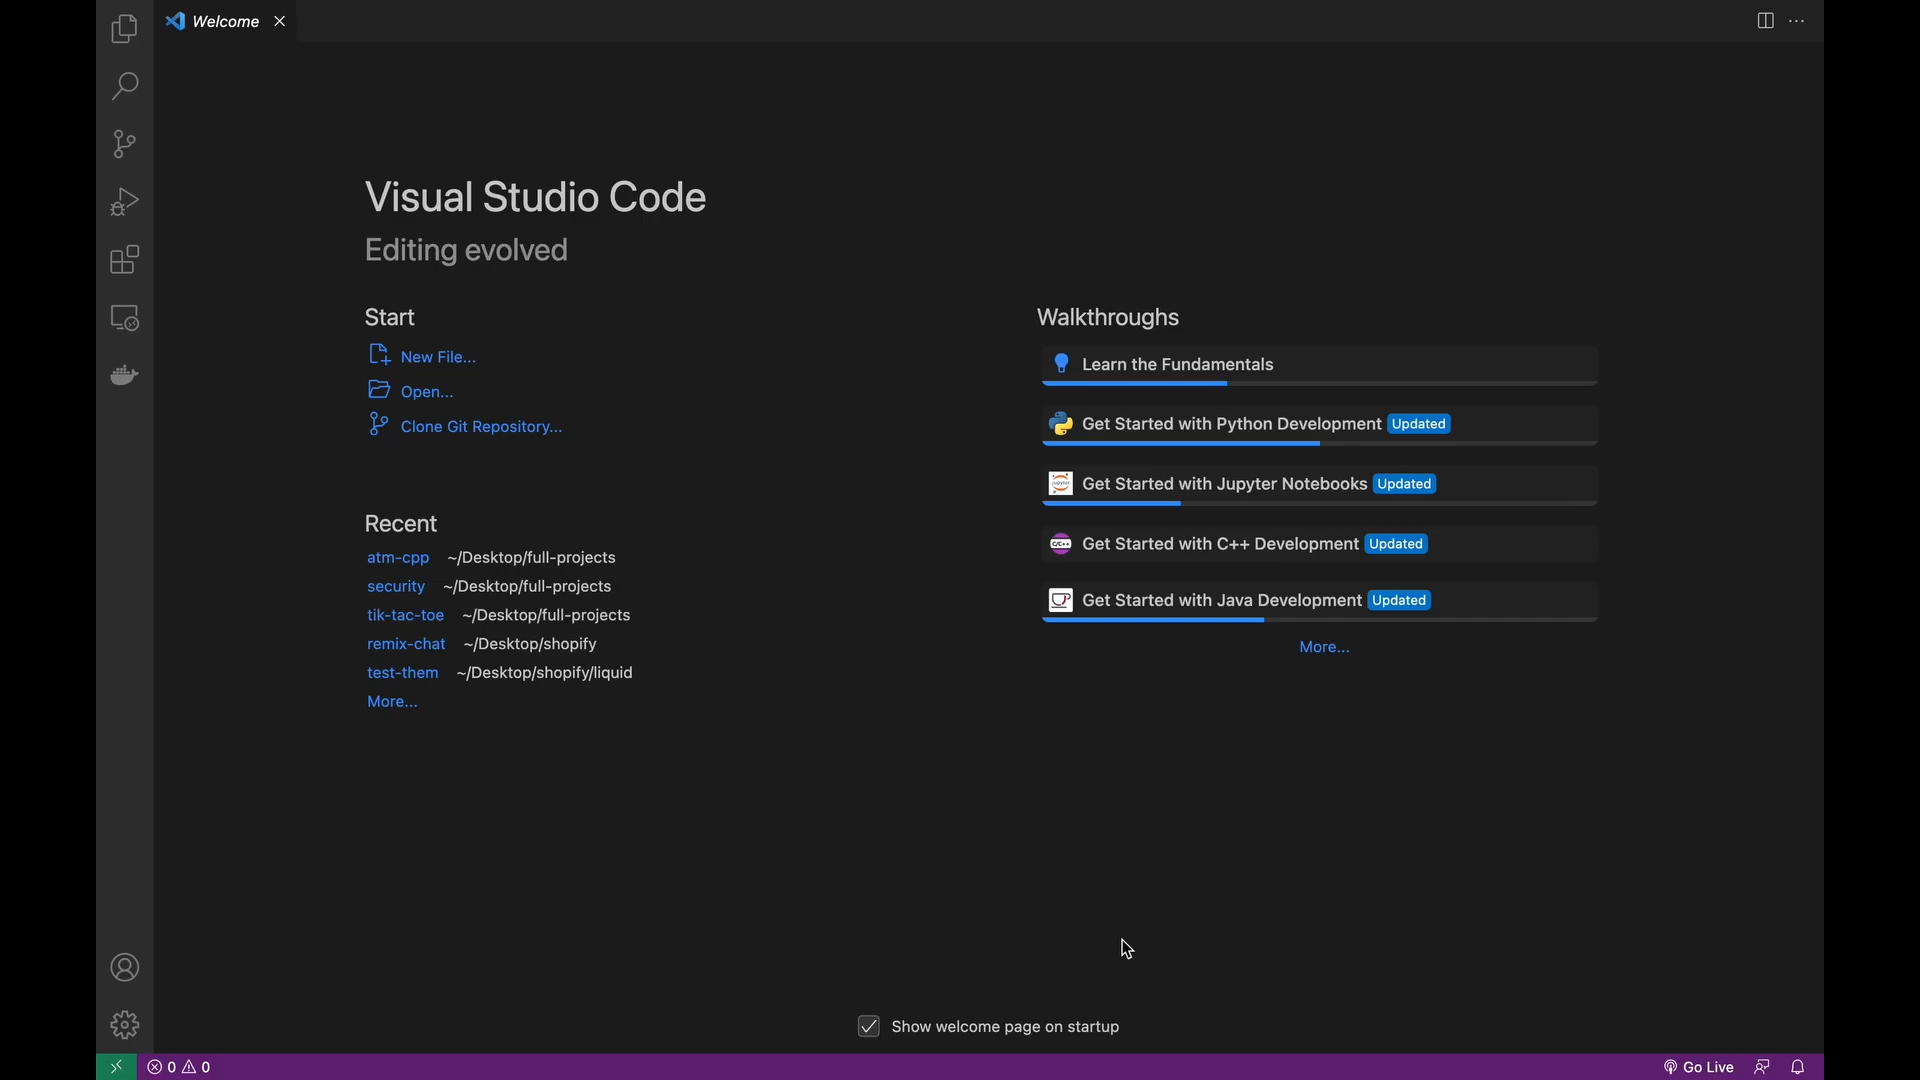 Welcome
Visual Studio Code
Editing evolved
Start
New File...
Open...
Clone Git Repository...
Recent
atm-cpp ~/Desktop/full-projects
security ~/Desktop/full-projects
tik-tac-toe ~/Desktop/full-projects
remix-chat ~/Desktop/shopify
test-them ~/Desktop/shopify/liquid
More...
Walkthroughs
Learn the Fundamentals
Get Started with Python Development Updated
jupyter
Get Started with Jupyter Notebooks Updated
C/C++
Get Started with C++ Development Updated
Get Started with Java Development Updated
More...
Show welcome page on startup
0 0
Go Live